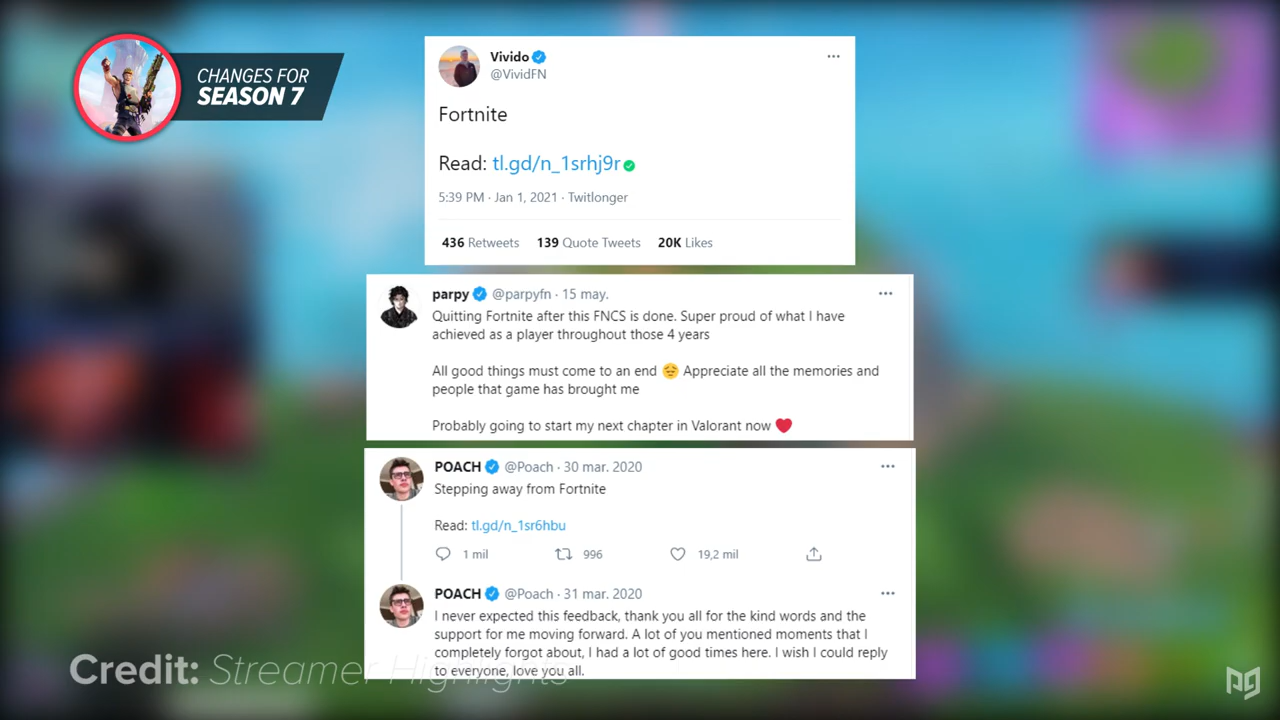 CHANGES FOR
SEASON 7
Vivido
@VividFN
Fortnite
Read: tl.gd/n_1srhj9r
5:39 PM · Jan 1, 2021 · Twitlonger
436 Retweets 139 Quote Tweets 20K Likes
parpy @parpyfn · 15 may.
Quitting Fortnite after this FNCS is done. Super proud of what I have
achieved as a player throughout those 4 years
All good things must come to an end 😔 Appreciate all the memories and
people that game has brought me
Probably going to start my next chapter in Valorant now ❤️
POACH @Poach · 30 mar. 2020
Stepping away from Fortnite
Read: tl.gd/n_1sr6hbu
1 mil 996 19,2 mil
POACH @Poach · 31 mar. 2020
I never expected this feedback, thank you all for the kind words and the
support for me moving forward. A lot of you mentioned moments that I
completely forgot about, I had a lot of good times here. I wish I could reply
to everyone, love you all.
Credit: Streamer Highlights
pg